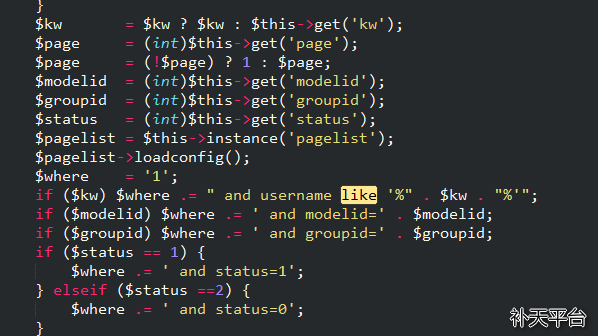 }
$kw       = $kw ? $kw : $this->get('kw');
$page     = (int)$this->get('page');
$page     = (!$page) ? 1 : $page;
$modelid  = (int)$this->get('modelid');
$groupid  = (int)$this->get('groupid');
$status   = (int)$this->get('status');
$pagelist = $this->instance('pagelist');
$pagelist->loadconfig();
$where    = '1';
if ($kw) $where .= " and username like '%" . $kw . "%'";
if ($modelid) $where .= ' and modelid=' . $modelid;
if ($groupid) $where .= ' and groupid=' . $groupid;
if ($status == 1) {
    $where .= ' and status=1';
} elseif ($status ==2) {
    $where .= ' and status=0';
}
补天平台